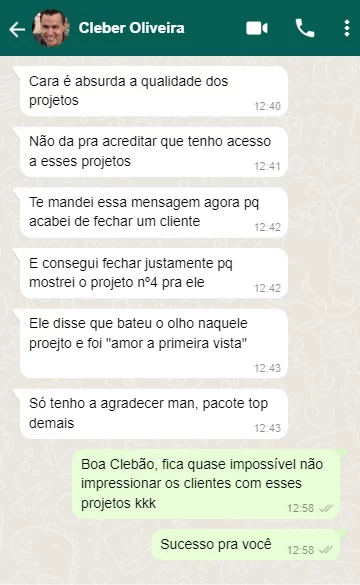 Cleber Oliveira
Cara é absurda a qualidade dos
projetos
12:40
Não da pra acreditar que tenho acesso
a esses projetos
12:41
Te mandei essa mensagem agora pq
acabei de fechar um cliente
12:42
E consegui fechar justamente pq
mostrei o projeto nº4 pra ele
12:42
Ele disse que bateu o olho naquele
proejto e foi "amor a primeira vista"
12:43
Só tenho a agradecer man, pacote top
demais
12:43
Boa Clebão, fica quase impossível não
impressionar os clientes com esses
projetos kkk
12:58
Sucesso pra você
12:58